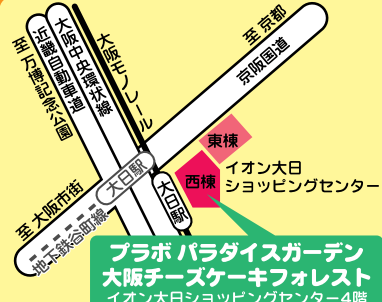 至 万博記念公園
近畿自動車道
大阪中央環状線
大阪モノレール
至 京都
京阪国道
東棟
西棟
イオン大日
ショッピングセンター
大日駅
大日駅
至 大阪市街
地下鉄谷町線
プラボ パラダイスガーデン
大阪チーズケーキフォレスト
イオン大日ショッピングセンター4階